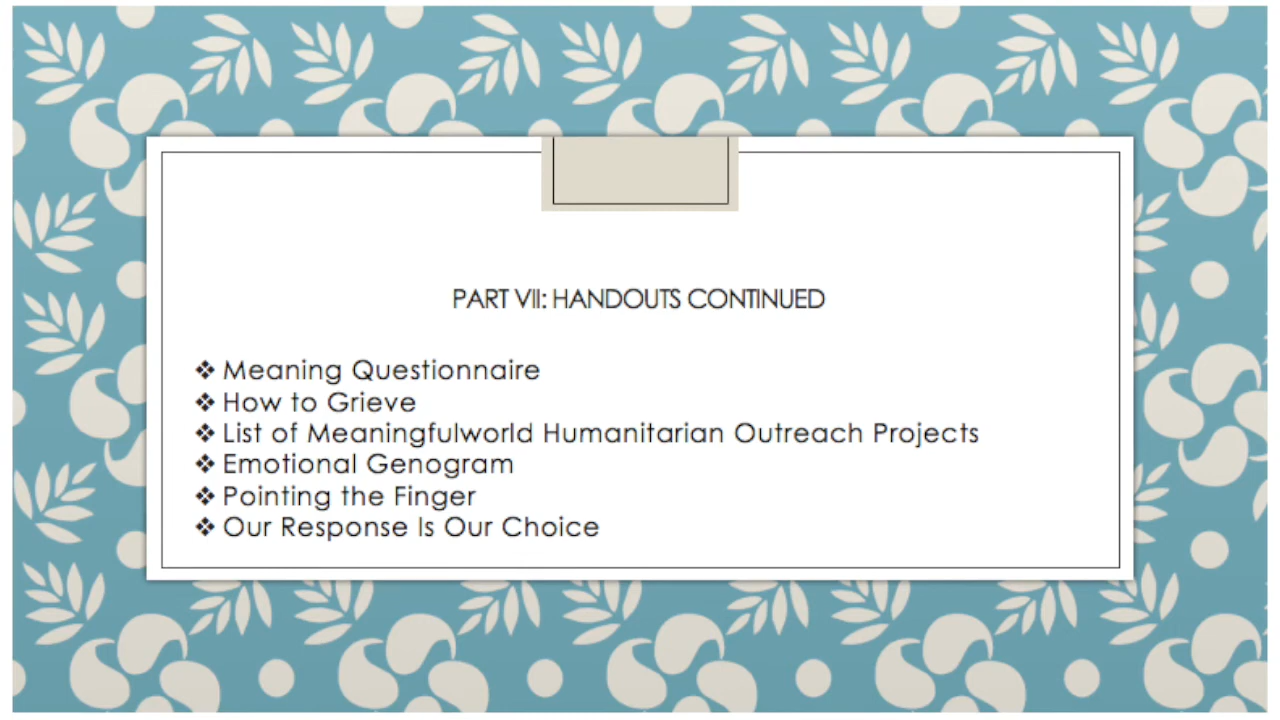 PART VII: HANDOUTS CONTINUED
❖ Meaning Questionnaire
❖ How to Grieve
❖ List of Meaningfulworld Humanitarian Outreach Projects
❖ Emotional Genogram
❖ Pointing the Finger
❖ Our Response Is Our Choice